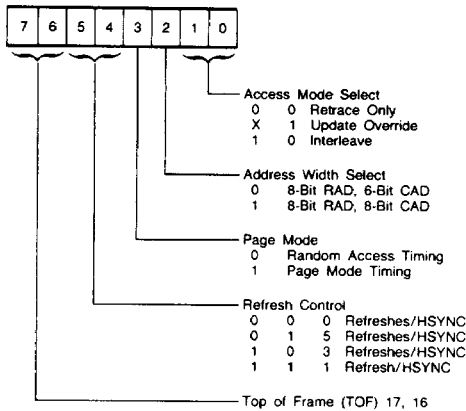 7 6 5 4 3 2 1 0
Access Mode Select
0 0 Retrace Only
X 1 Update Override
1 0 Interleave
Address Width Select
0 8-Bit RAD, 6-Bit CAD
1 8-Bit RAD, 8-Bit CAD
Page Mode
0 Random Access Timing
1 Page Mode Timing
Refresh Control
0 0 0 Refreshes/HSYNC
0 1 5 Refreshes/HSYNC
1 0 3 Refreshes/HSYNC
1 1 1 Refresh/HSYNC
Top of Frame (TOF) 17, 16